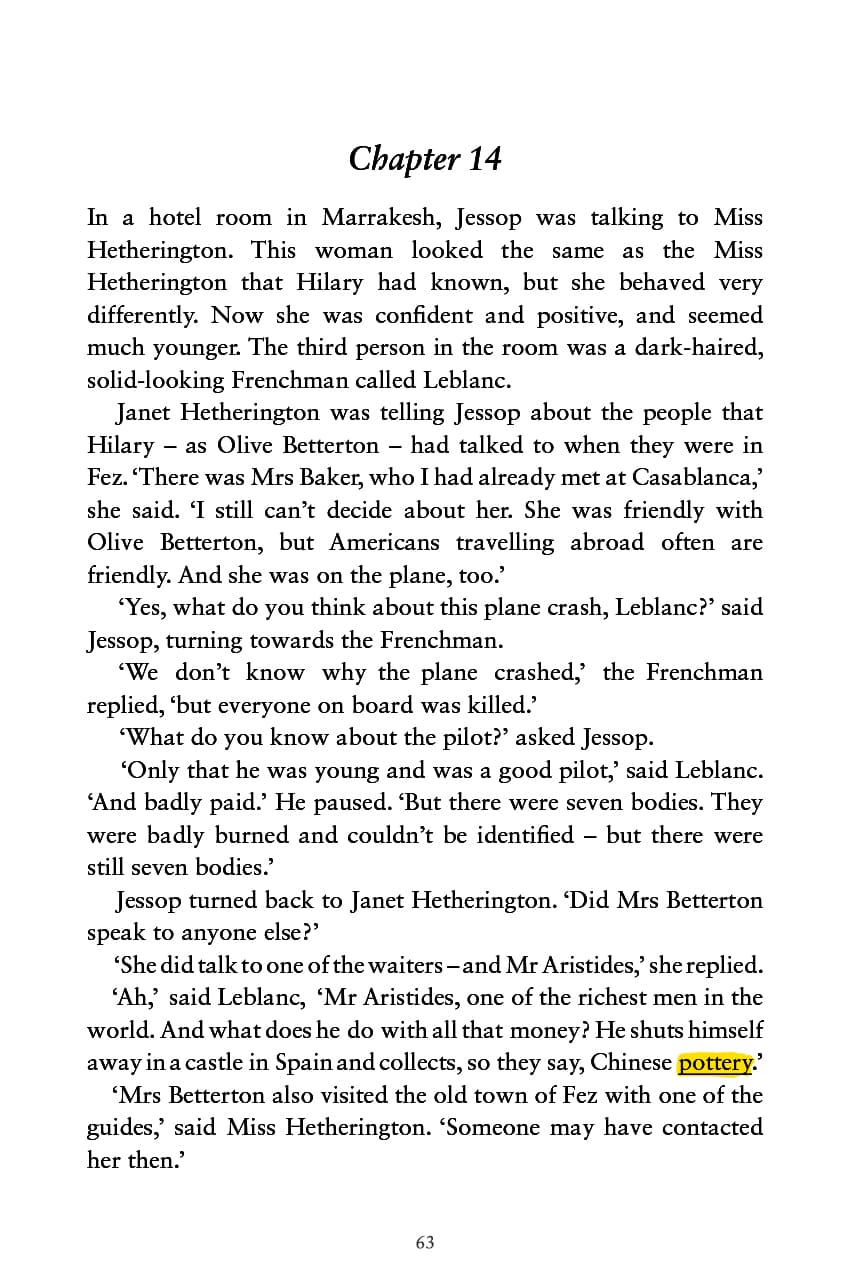 Chapter 14
In a hotel room in Marrakesh, Jessop was talking to Miss
Hetherington. This woman looked the same as the Miss
Hetherington that Hilary had known, but she behaved very
differently. Now she was confident and positive, and seemed
much younger. The third person in the room was a dark-haired,
solid-looking Frenchman called Leblanc.
Janet Hetherington was telling Jessop about the people that
Hilary – as Olive Betterton – had talked to when they were in
Fez. ‘There was Mrs Baker, who I had already met at Casablanca,’
she said. ‘I still can’t decide about her. She was friendly with
Olive Betterton, but Americans travelling abroad often are
friendly. And she was on the plane, too.’
‘Yes, what do you think about this plane crash, Leblanc?’ said
Jessop, turning towards the Frenchman.
‘We don’t know why the plane crashed,’ the Frenchman
replied, ‘but everyone on board was killed.’
‘What do you know about the pilot?’ asked Jessop.
‘Only that he was young and was a good pilot,’ said Leblanc.
‘And badly paid.’ He paused. ‘But there were seven bodies. They
were badly burned and couldn’t be identified – but there were
still seven bodies.’
Jessop turned back to Janet Hetherington. ‘Did Mrs Betterton
speak to anyone else?’
‘She did talk to one of the waiters – and Mr Aristides,’ she replied.
‘Ah,’ said Leblanc, ‘Mr Aristides, one of the richest men in the
world. And what does he do with all that money? He shuts himself
away in a castle in Spain and collects, so they say, Chinese pottery.’
‘Mrs Betterton also visited the old town of Fez with one of the
guides,’ said Miss Hetherington. ‘Someone may have contacted
her then.’
63